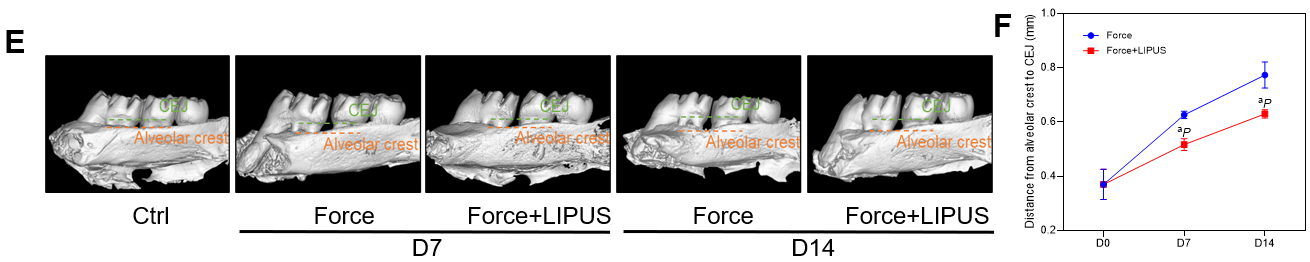 E
CEJ
Alveolar crest
CEJ
Alveolar crest
CEJ
Alveolar crest
CEJ
Alveolar crest
CEJ
Alveolar crest
Ctrl
Force
Force+LIPUS
Force
Force+LIPUS
D7
D14
F
Distance from alveolar crest to CEJ (mm)
1.0
0.8
0.6
0.4
0.2
Force
Force+LIPUS
aP
aP
D0
D7
D14